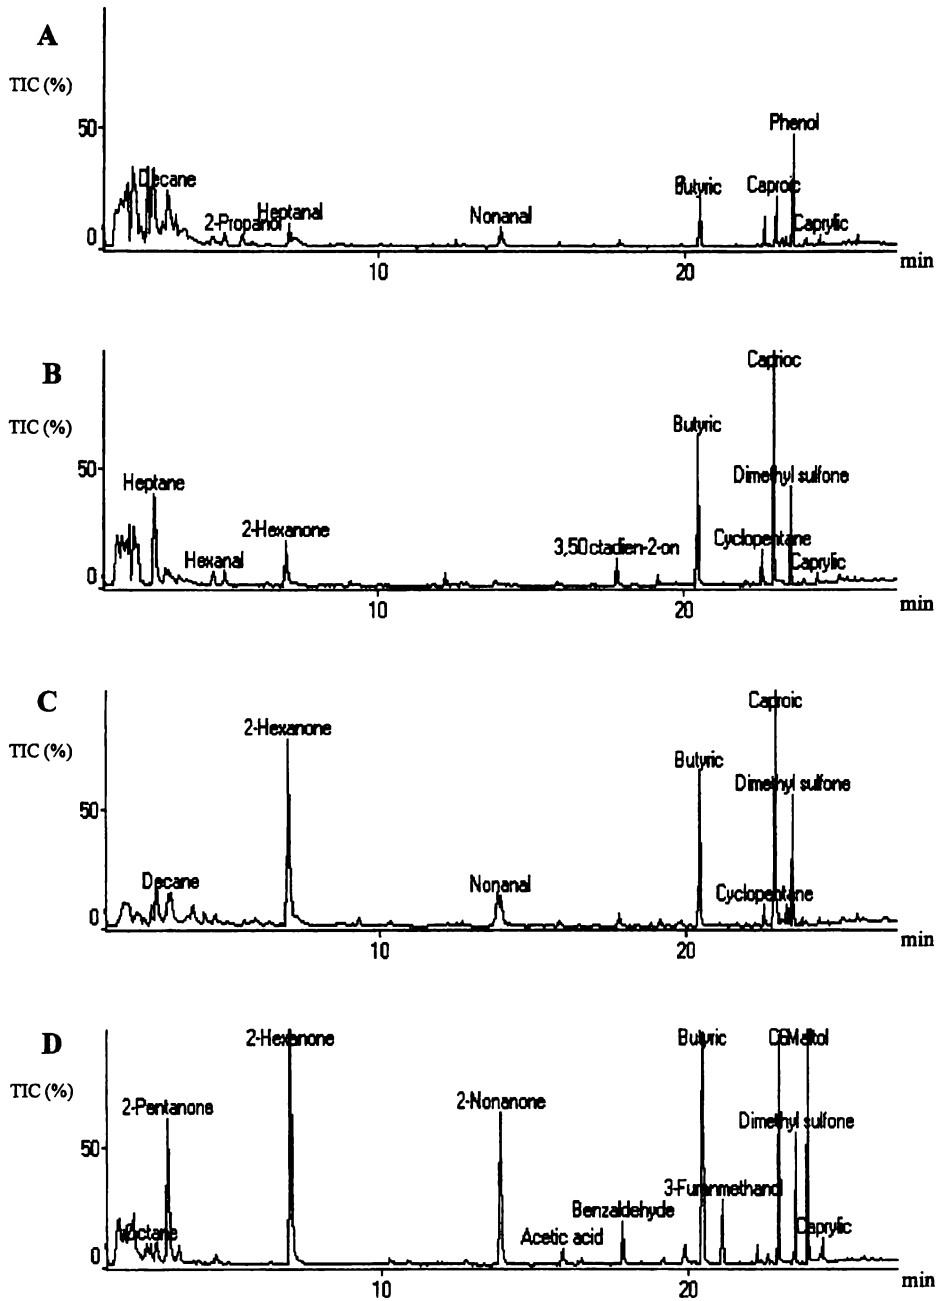 A
TIC (%)
50
0
Decane
2-Propanol
Heptanal
Nonanal
Butyric
Caproic
Phenol
Caprylic
10
20
min
B
TIC (%)
50
0
Heptane
Hexanal
2-Hexanone
3,5Octadien-2-on
Butyric
Caprioc
Dimethyl sulfone
Cyclopentane
Caprylic
10
20
min
C
TIC (%)
50
0
Decane
2-Hexanone
Nonanal
Butyric
Caproic
Dimethyl sulfone
Cyclopentane
10
20
min
D
TIC (%)
50
0
2-Pentanone
2-Hexanone
2-Nonanone
Acetic acid
Benzaldehyde
Butyric
3-Furanmethanol
Maltol
Dimethyl sulfone
Caprylic
10
20
min